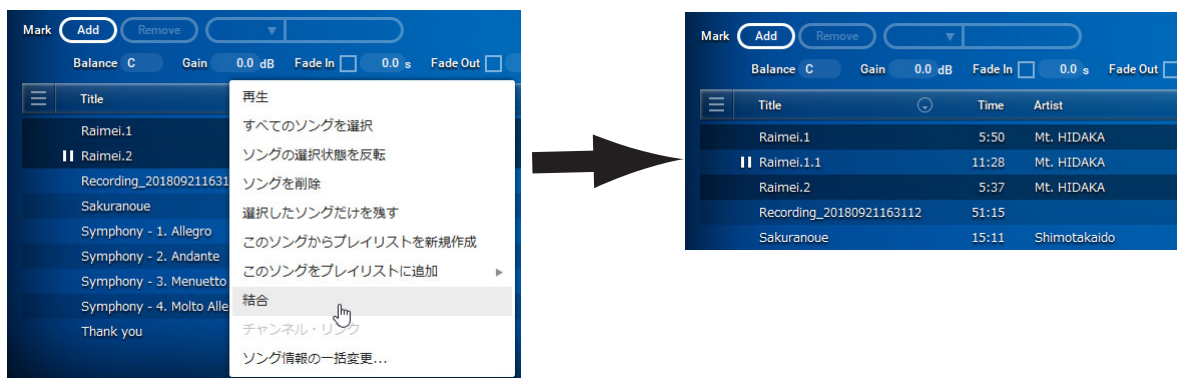 Mark Add Remove
Balance C Gain 0.0 dB Fade In 0.0 s Fade Out
Title
Raimei.1
Raimei.2
Recording_201809211631
Sakuranoue
Symphony - 1. Allegro
Symphony - 2. Andante
Symphony - 3. Menuetto
Symphony - 4. Molto Alle
Thank you
再生
すべてのソングを選択
ソングの選択状態を反転
ソングを削除
選択したソングだけを残す
このソングからプレイリストを新規作成
このソングをプレイリストに追加
結合
チャンネル・リンク
ソング情報の一括変更...
Mark Add Remove
Balance C Gain 0.0 dB Fade In 0.0 s Fade Out
Title Time Artist
Raimei.1 5:50 Mt. HIDAKA
Raimei.1.1 11:28 Mt. HIDAKA
Raimei.2 5:37 Mt. HIDAKA
Recording_20180921163112 51:15
Sakuranoue 15:11 Shimotakaido